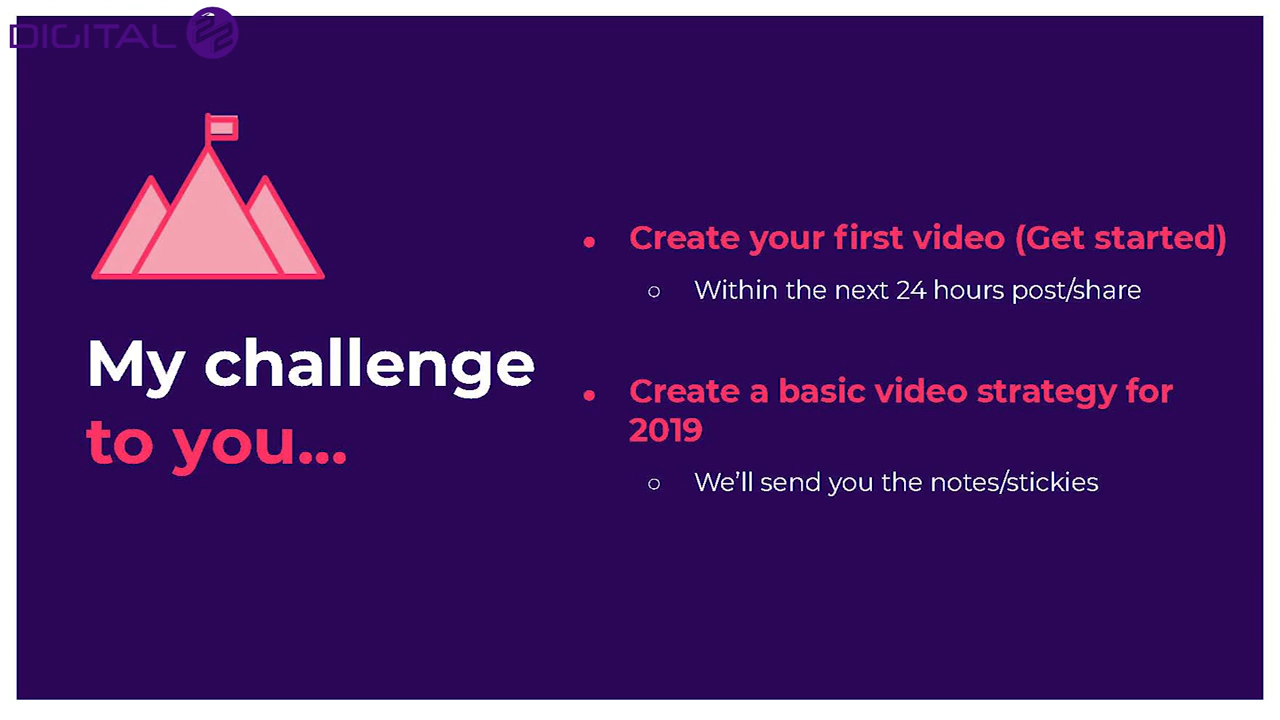 DIGITAL 22
My challenge
to you...
• Create your first video (Get started)
○ Within the next 24 hours post/share
• Create a basic video strategy for
2019
○ We'll send you the notes/stickies